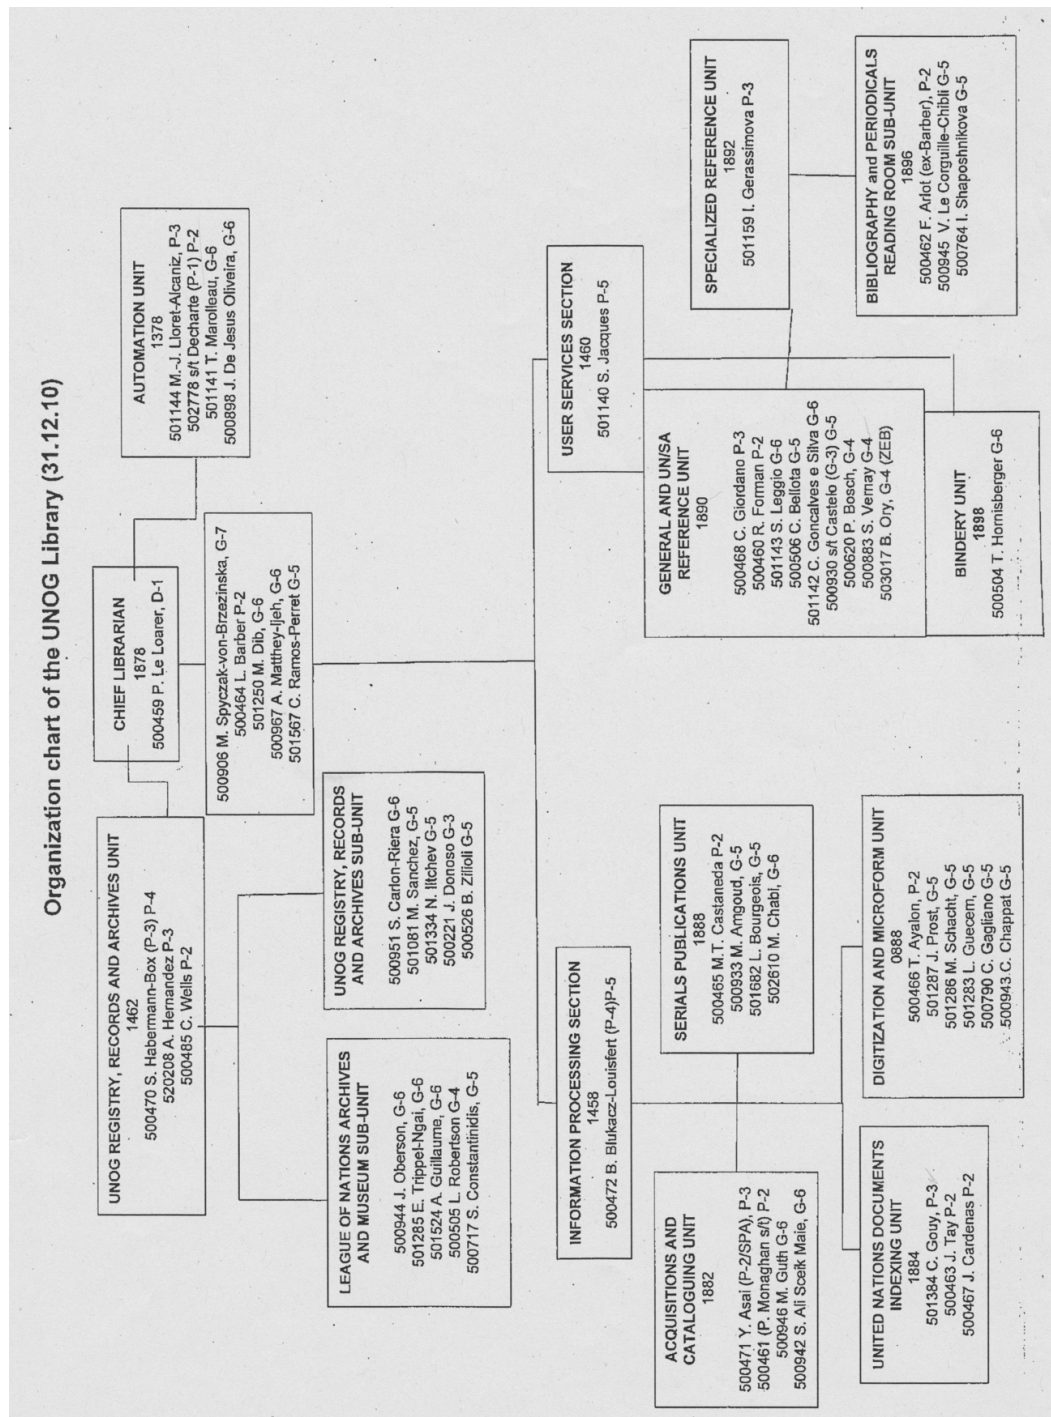 Organization chart of the UNOG Library (31.12.10)
CHIEF LIBRARIAN
1878
500459 P. Le Loarer, D-1
UNOG REGISTRY, RECORDS AND ARCHIVES UNIT
1462
500470 S. Habermann-Box (P-3) P-4
520208 A. Hernandez P-3
500485 C. Wells P-2
AUTOMATION UNIT
1378
501144 M.-J. Lloret-Alcaniz, P-3
502778 s/t Decharte (P-1) P-2
501141 T. Marolleau, G-6
500898 J. De Jesus Oliveira, G-6
500906 M. Spyczak-von-Brzezinska, G-7
500464 L. Barber P-2
501250 M. Dib, G-6
500967 A. Matthey-Ijeh, G-6
501567 C. Ramos-Perret G-5
LEAGUE OF NATIONS ARCHIVES
AND MUSEUM SUB-UNIT
500944 J. Oberson, G-6
501285 E. Trippel-Ngai, G-6
501524 A. Guillaume, G-6
500505 L. Robertson G-4
500717 S. Constantinidis, G-5
UNOG REGISTRY, RECORDS
AND ARCHIVES SUB-UNIT
500951 S. Carlon-Riera G-6
501081 M. Sanchez, G-5
501334 N. Iltchev G-5
500221 J. Donoso G-3
500526 B. Zilioli G-5
INFORMATION PROCESSING SECTION
1458
500472 B. Blukacz-Louisfert (P-4)P-5
USER SERVICES SECTION
1460
501140 S. Jacques P-5
ACQUISITIONS AND
CATALOGUING UNIT
1882
500471 Y. Asai (P-2/SPA), P-3
500461 (P. Monaghan s/t) P-2
500946 M. Guth G-6
500942 S. Ali Sceik Maie, G-6
SERIALS PUBLICATIONS UNIT
1888
500465 M.T. Castaneda P-2
500933 M. Amgoud, G-5
501682 L. Bourgeois, G-5
502610 M. Chabl, G-6
GENERAL AND UN/SA
REFERENCE UNIT
1890
500468 C. Giordano P-3
500460 R. Forman P-2
501143 S. Leggio G-6
500506 C. Bellota G-5
501142 C. Goncalves e Silva G-6
500930 s/t Castelo (G-3) G-5
500620 P. Bosch, G-4
500883 S. Vernay G-4
503017 B. Ory, G-4 (ZEB)
SPECIALIZED REFERENCE UNIT
1892
501159 I. Gerassimova P-3
UNITED NATIONS DOCUMENTS
INDEXING UNIT
1884
501384 C. Gouy, P-3
500463 J. Tay P-2
500467 J. Cardenas P-2
DIGITIZATION AND MICROFORM UNIT
0888
500466 T. Ayalon, P-2
501287 J. Prost, G-5
501286 M. Schacht, G-5
501283 L. Guecem, G-5
500790 C. Gagliano G-5
500943 C. Chappat G-5
BINDERY UNIT
1898
500504 T. Hornisberger G-6
BIBLIOGRAPHY and PERIODICALS
READING ROOM SUB-UNIT
1896
500462 F. Arlot (ex-Barber), P-2
500945 V. Le Corguille-Chibli G-5
500764 I. Shaposhnikova G-5